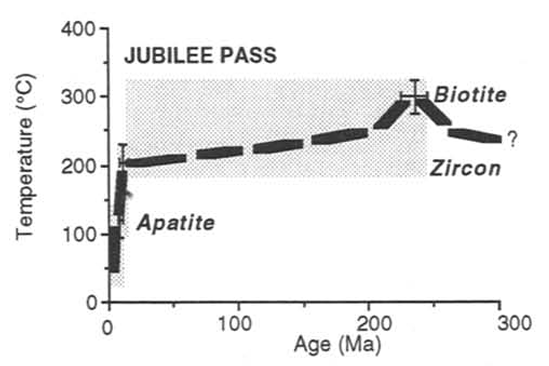 400
JUBILEE PASS
300
Biotite
?
200
Zircon
Apatite
100
0
Temperature (°C)
0 100 200 300
Age (Ma)